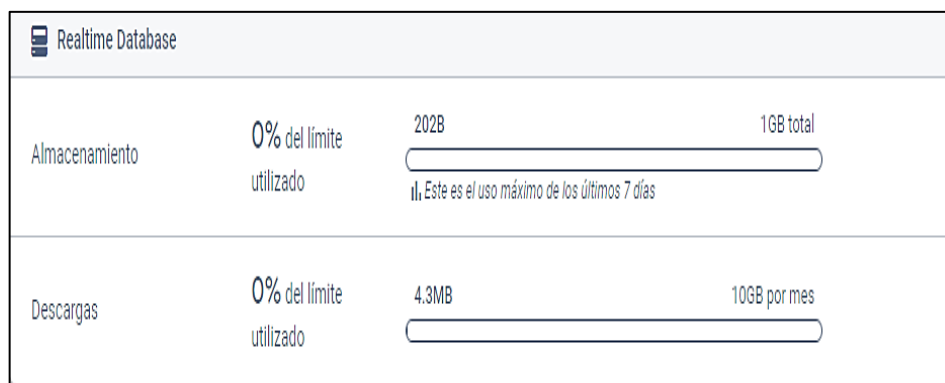 Realtime Database
Almacenamiento
0% del límite
utilizado
202B
1GB total
Este es el uso máximo de los últimos 7 días
Descargas
0% del límite
utilizado
4.3MB
10GB por mes